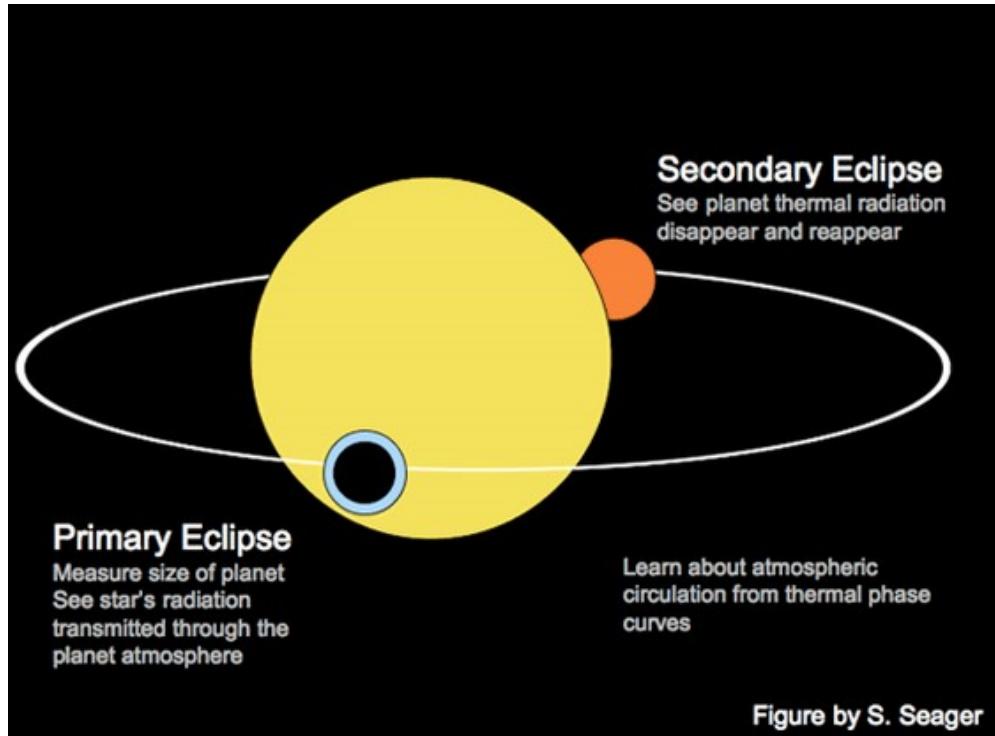 Secondary Eclipse
See planet thermal radiation
disappear and reappear
Primary Eclipse
Measure size of planet
See star's radiation
transmitted through the
planet atmosphere
Learn about atmospheric
circulation from thermal phase
curves
Figure by S. Seager